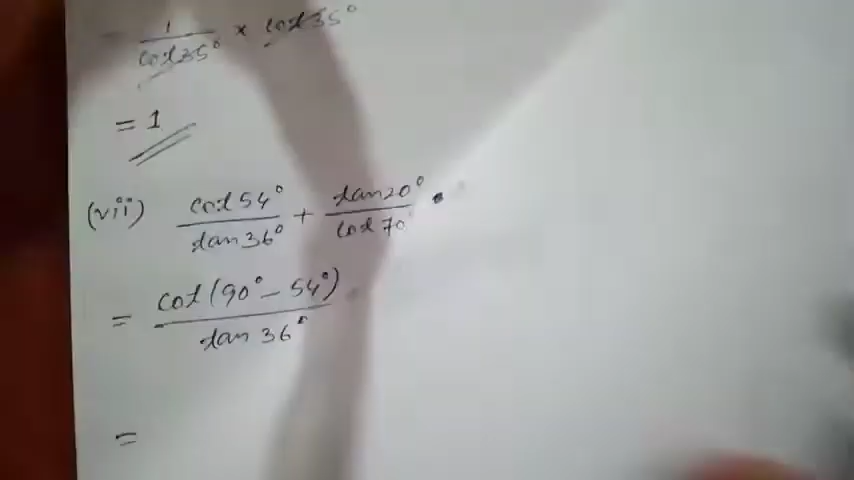 = 1/cot35° × cot35°
= 1
(vii) cot54°/tan36° + tan20°/cot70° .
= cot(90° - 54°)/tan36°
=